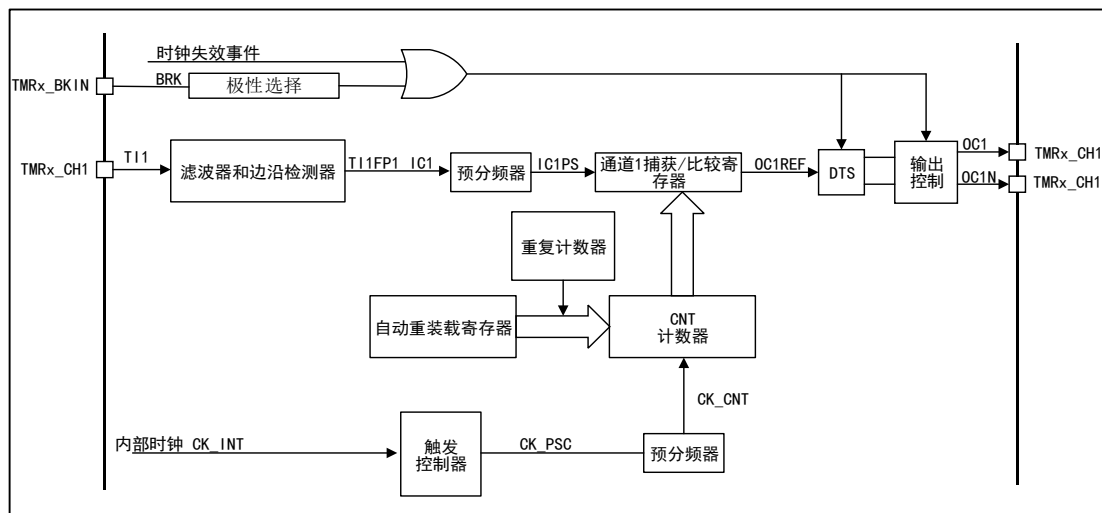 时钟失效事件
TMRx_BKIN
BRK
极性选择
TMRx_CH1
TI1
滤波器和边沿检测器
TI1FP1 IC1
预分频器
IC1PS
通道1捕获/比较寄
存器
OC1REF
DTS
输出
控制
OC1
TMRx_CH1
OC1N
TMRx_CH1
重复计数器
自动重装载寄存器
CNT
计数器
CK_CNT
内部时钟 CK_INT
触发
控制器
CK_PSC
预分频器